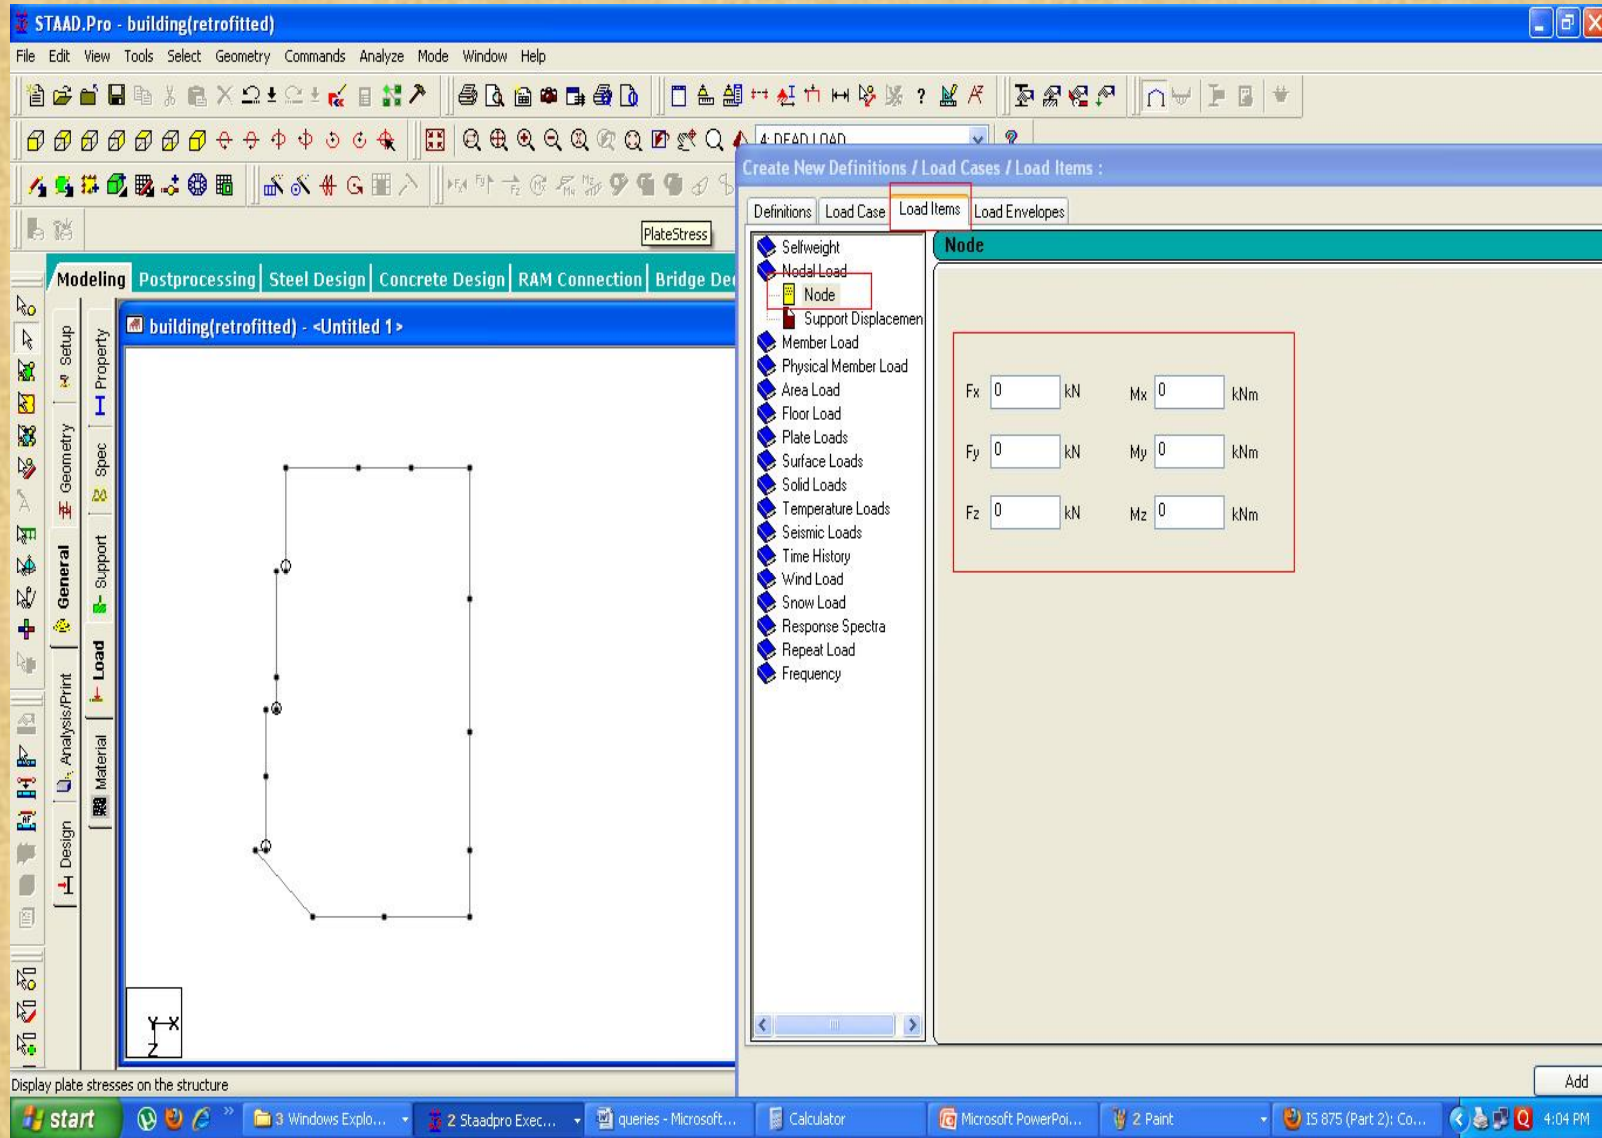 STAAD.Pro - building(retrofitted)
File Edit View Tools Select Geometry Commands Analyze Mode Window Help
4: DEAD LOAD
Create New Definitions / Load Cases / Load Items :
Definitions Load Case Load Items Load Envelopes
PlateStress
Modeling Postprocessing Steel Design Concrete Design RAM Connection Bridge De
building(retrofitted) - <Untitled 1>
Setup
Geometry
General
Analysis/Print
Design
Property
Spec
Support
Load
Material
Y X
Z
Selfweight
Nodal Load
Node
Support Displacemen
Member Load
Physical Member Load
Area Load
Floor Load
Plate Loads
Surface Loads
Solid Loads
Temperature Loads
Seismic Loads
Time History
Wind Load
Snow Load
Response Spectra
Repeat Load
Frequency
Node
Fx 0 kN Mx 0 kNm
Fy 0 kN My 0 kNm
Fz 0 kN Mz 0 kNm
Add
Display plate stresses on the structure
start 3 Windows Explo... 2 Staadpro Exec... queries - Microsoft... Calculator Microsoft PowerPoi... 2 Paint IS 875 (Part 2): Co... 4:04 PM